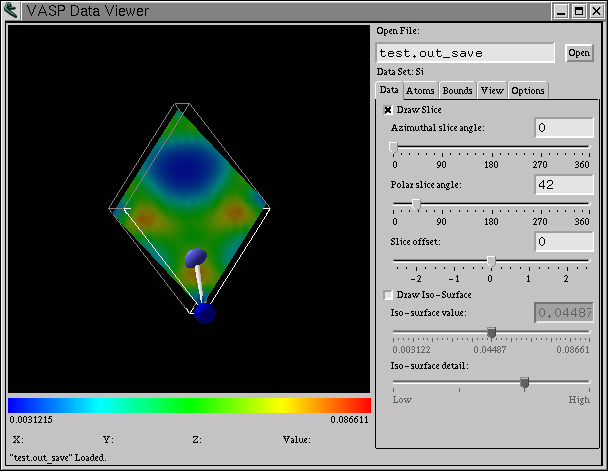 VASP Data Viewer
Open File:
test.out_save
Open
Data Set: Si
Data Atoms Bounds View Options
Draw Slice
Azimuthal slice angle: 0
0 90 180 270 360
Polar slice angle: 42
0 90 180 270 360
Slice offset: 0
-2 -1 0 1 2
Draw Iso-Surface
Iso-surface value: 0.04487
0.003122 0.04487 0.08661
Iso-surface detail:
Low High
0.0031215 0.086611
X: Y: Z: Value:
"test.out_save" Loaded.